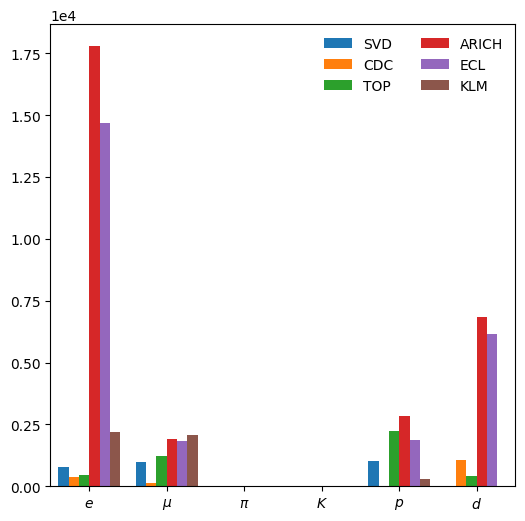 1e4
SVD ARICH
CDC ECL
TOP KLM
1.75
1.50
1.25
1.00
0.75
0.50
0.25
0.00
e μ π K p d